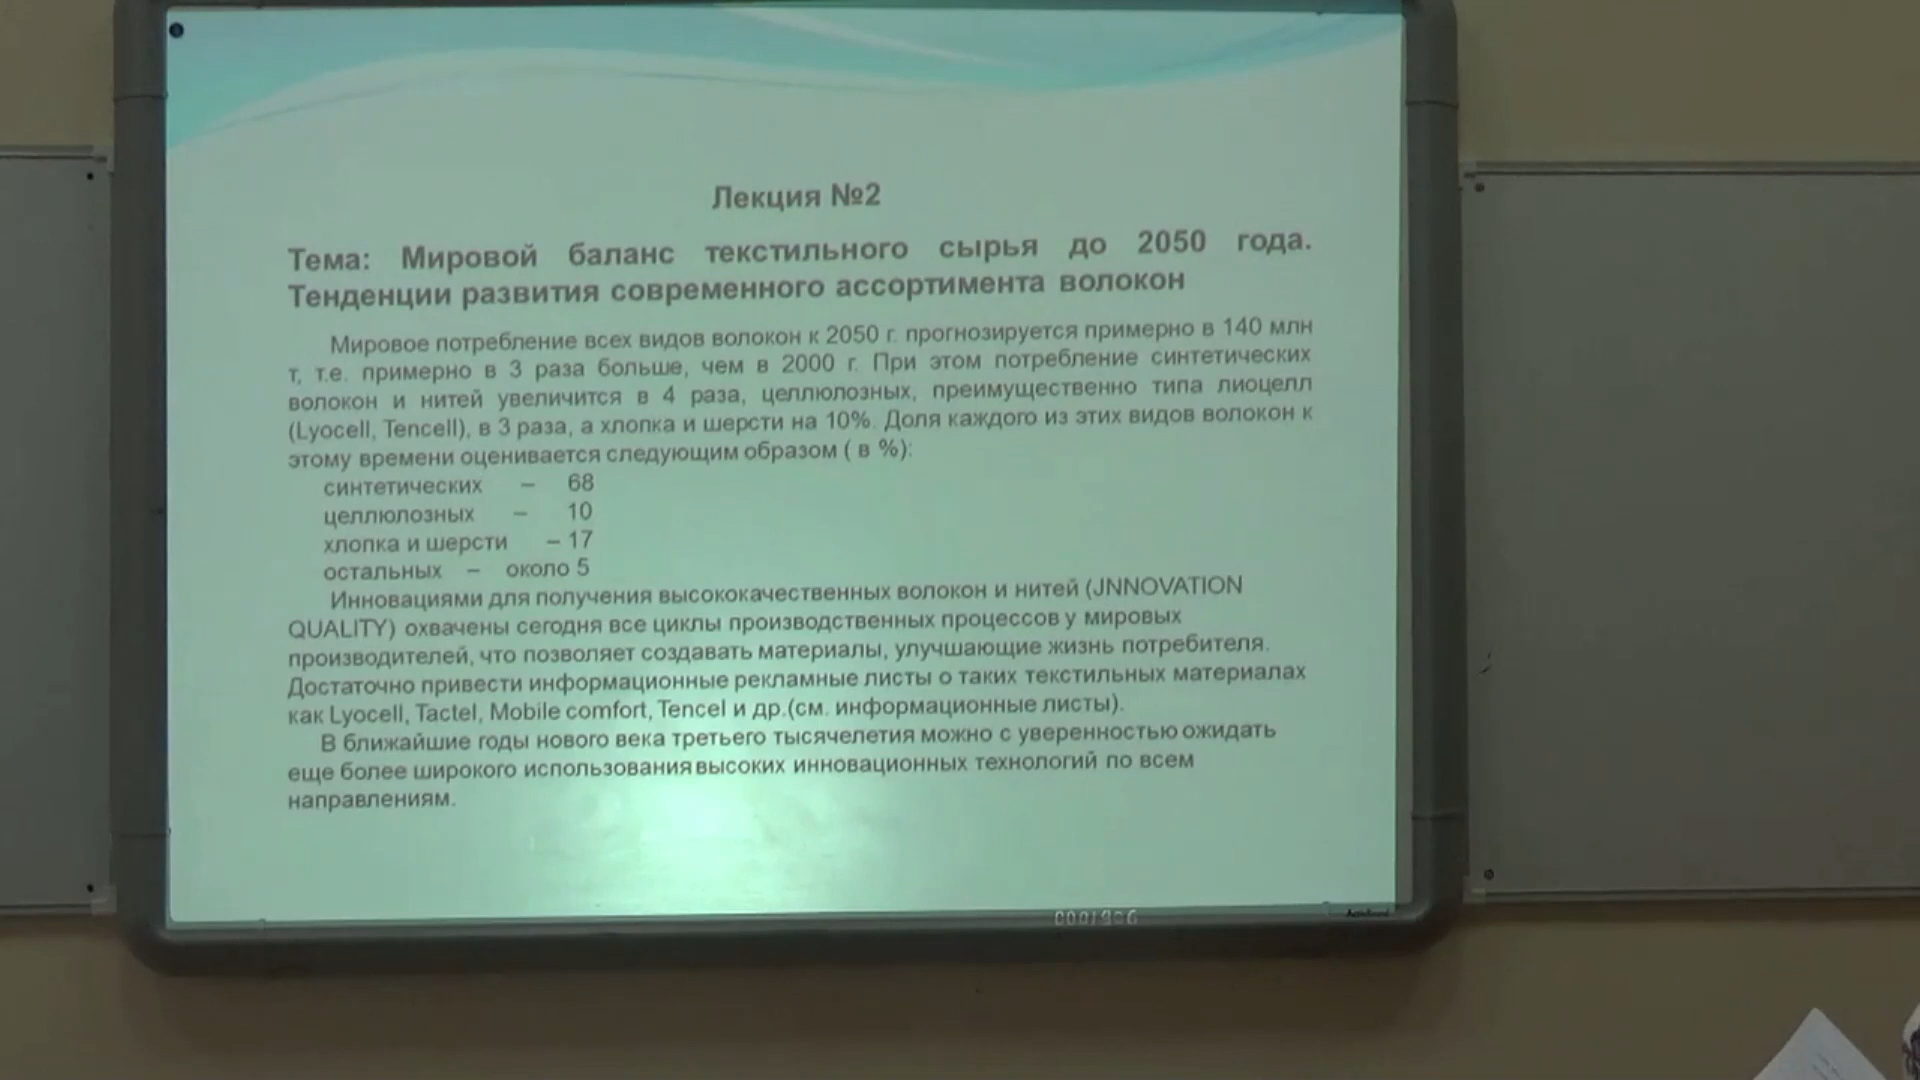 Лекция №2
Тема: Мировой баланс текстильного сырья до 2050 года.
Тенденции развития современного ассортимента волокон
Мировое потребление всех видов волокон к 2050 г. прогнозируется примерно в 140 млн
т, т.е. примерно в 3 раза больше, чем в 2000 г. При этом потребление синтетических
волокон и нитей увеличится в 4 раза, целлюлозных, преимущественно типа лиоцелл
(Lyocell, Tencell), в 3 раза, а хлопка и шерсти на 10%. Доля каждого из этих видов волокон к
этому времени оценивается следующим образом ( в %):
синтетических – 68
целлюлозных – 10
хлопка и шерсти – 17
остальных – около 5
Инновациями для получения высококачественных волокон и нитей (JNNOVATION
QUALITY) охвачены сегодня все циклы производственных процессов у мировых
производителей, что позволяет создавать материалы, улучшающие жизнь потребителя.
Достаточно привести информационные рекламные листы о таких текстильных материалах
как Lyocell, Tactel, Mobile comfort, Tencel и др.(см. информационные листы).
В ближайшие годы нового века третьего тысячелетия можно с уверенностью ожидать
еще более широкого использования высоких инновационных технологий по всем
направлениям.